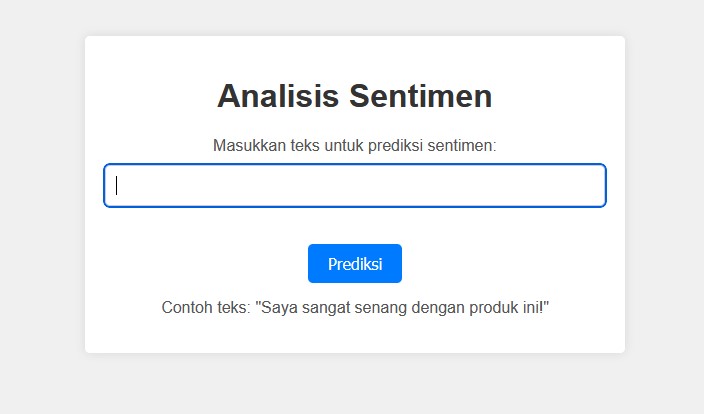 Analisis Sentimen
Masukkan teks untuk prediksi sentimen:
Prediksi
Contoh teks: "Saya sangat senang dengan produk ini!"